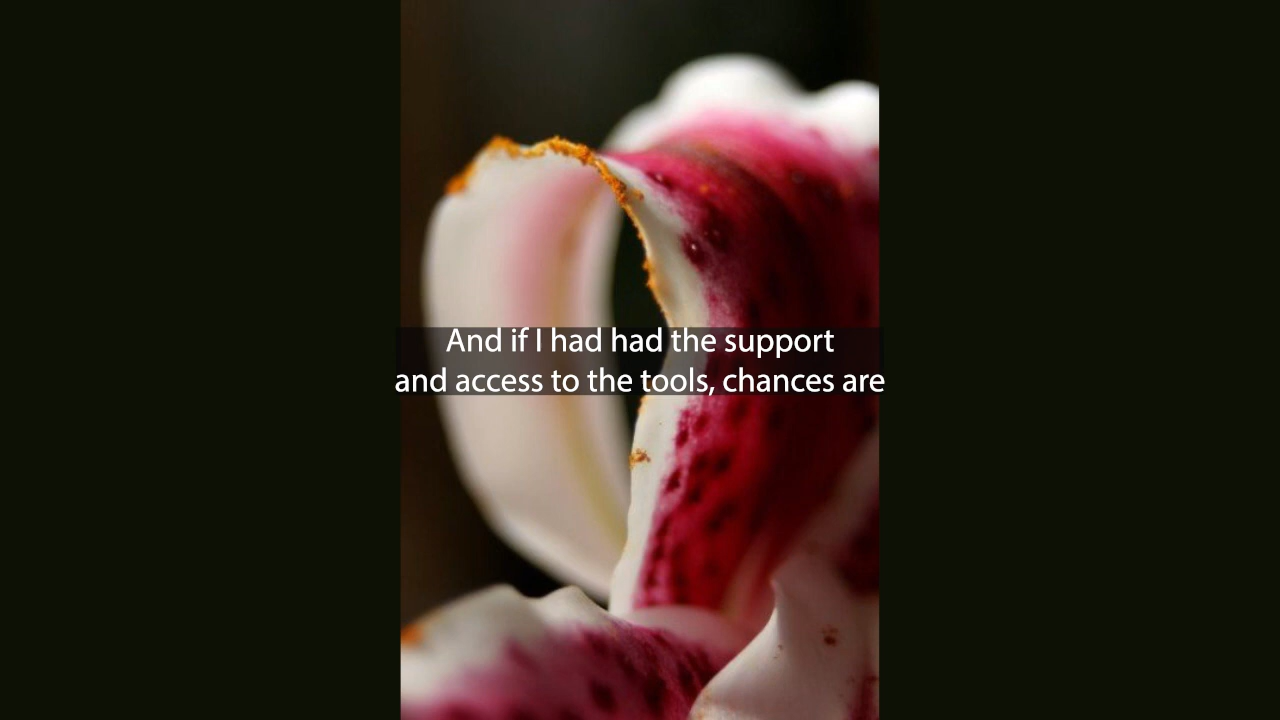 And if I had had the support
and access to the tools, chances are